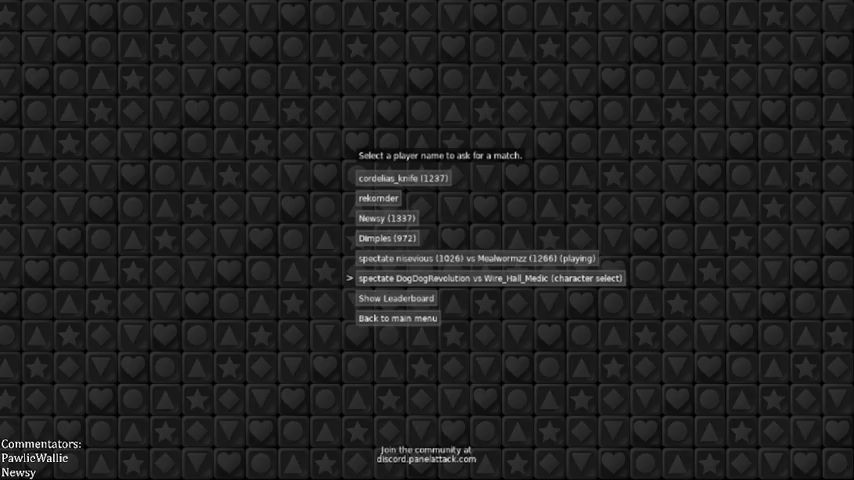 Select a player name to ask for a match.
cordelias_knife (1237)
rekornder
Newsy (1337)
Dimples (972)
spectate nisevious (1026) vs Mealwormzz (1266) (playing)
> spectate DogDogRevolution vs Wire_Hall_Medic (character select)
Show Leaderboard
Back to main menu
Commentators:
PawlieWallie
Newsy
Join the community at
discord.panelattack.com